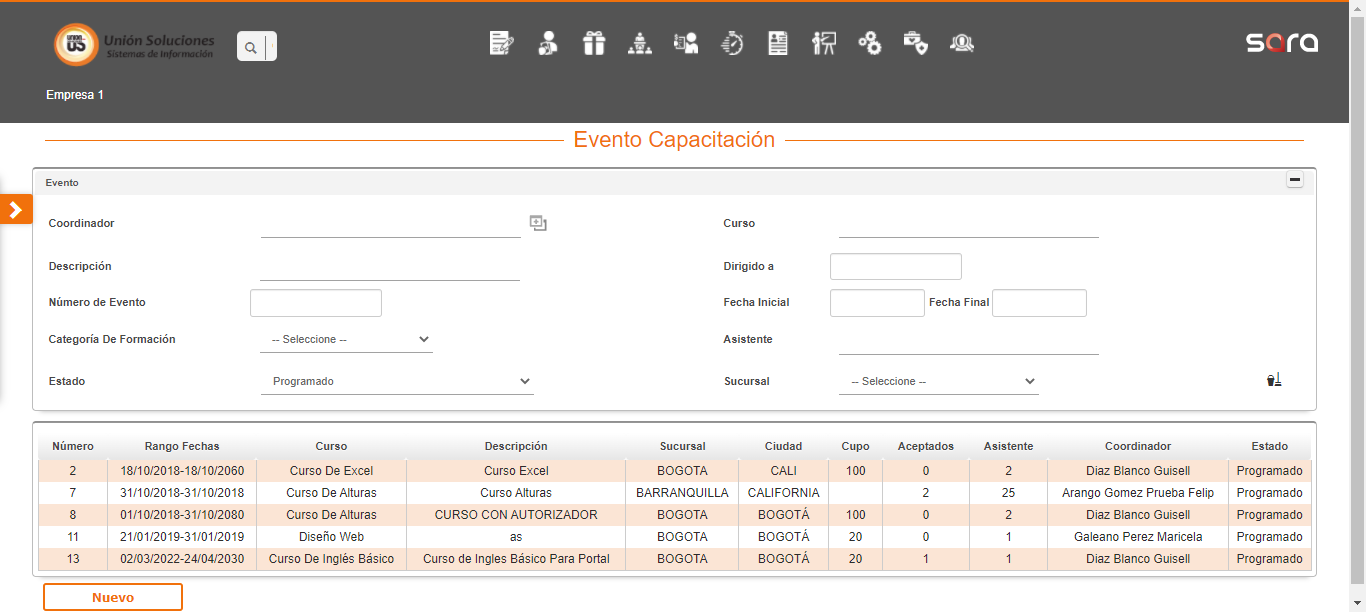 UNION
US
Unión Soluciones
Sistemas de Información
sara
Empresa 1
Evento Capacitación
Evento
Coordinador
Curso
Descripción
Dirigido a
Número de Evento
Fecha Inicial Fecha Final
Categoría De Formación -- Seleccione --
Asistente
Estado Programado
Sucursal -- Seleccione --
Número Rango Fechas Curso Descripción Sucursal Ciudad Cupo Aceptados Asistente Coordinador Estado
2 18/10/2018-18/10/2060 Curso De Excel Curso Excel BOGOTA CALI 100 0 2 Diaz Blanco Guisell Programado
7 31/10/2018-31/10/2018 Curso De Alturas Curso Alturas BARRANQUILLA CALIFORNIA 2 25 Arango Gomez Prueba Felip Programado
8 01/10/2018-31/10/2080 Curso De Alturas CURSO CON AUTORIZADOR BOGOTA BOGOTÁ 100 0 2 Diaz Blanco Guisell Programado
11 21/01/2019-31/01/2019 Diseño Web as BOGOTA BOGOTÁ 20 0 1 Galeano Perez Maricela Programado
13 02/03/2022-24/04/2030 Curso De Inglés Básico Curso de Ingles Básico Para Portal BOGOTA BOGOTÁ 20 1 1 Diaz Blanco Guisell Programado
Nuevo